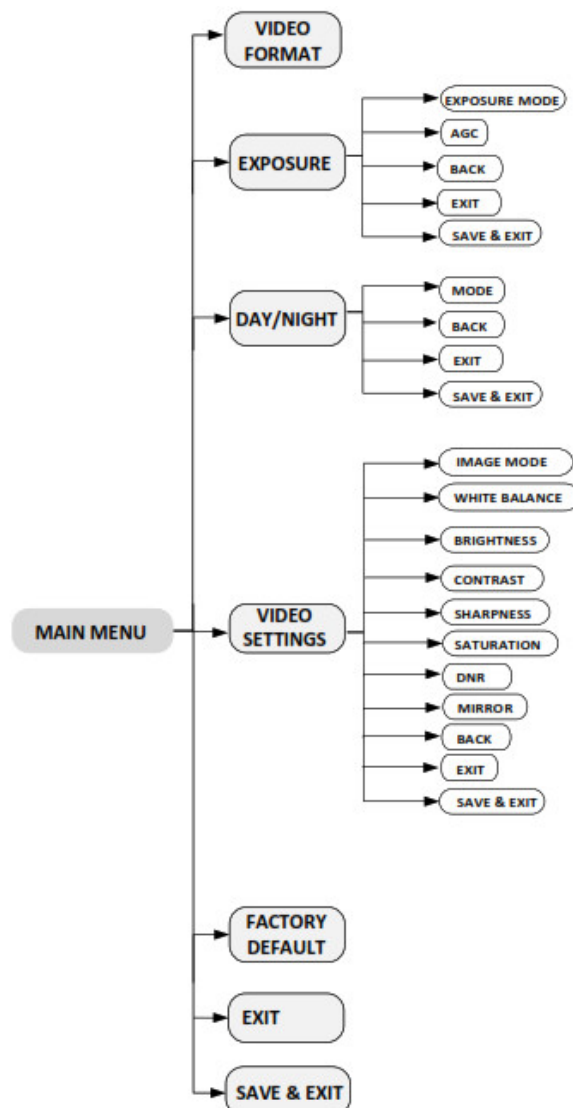 VIDEO
FORMAT
EXPOSURE
EXPOSURE MODE
AGC
BACK
EXIT
SAVE & EXIT
DAY/NIGHT
MODE
BACK
EXIT
SAVE & EXIT
MAIN MENU
VIDEO
SETTINGS
IMAGE MODE
WHITE BALANCE
BRIGHTNESS
CONTRAST
SHARPNESS
SATURATION
DNR
MIRROR
BACK
EXIT
SAVE & EXIT
FACTORY
DEFAULT
EXIT
SAVE & EXIT